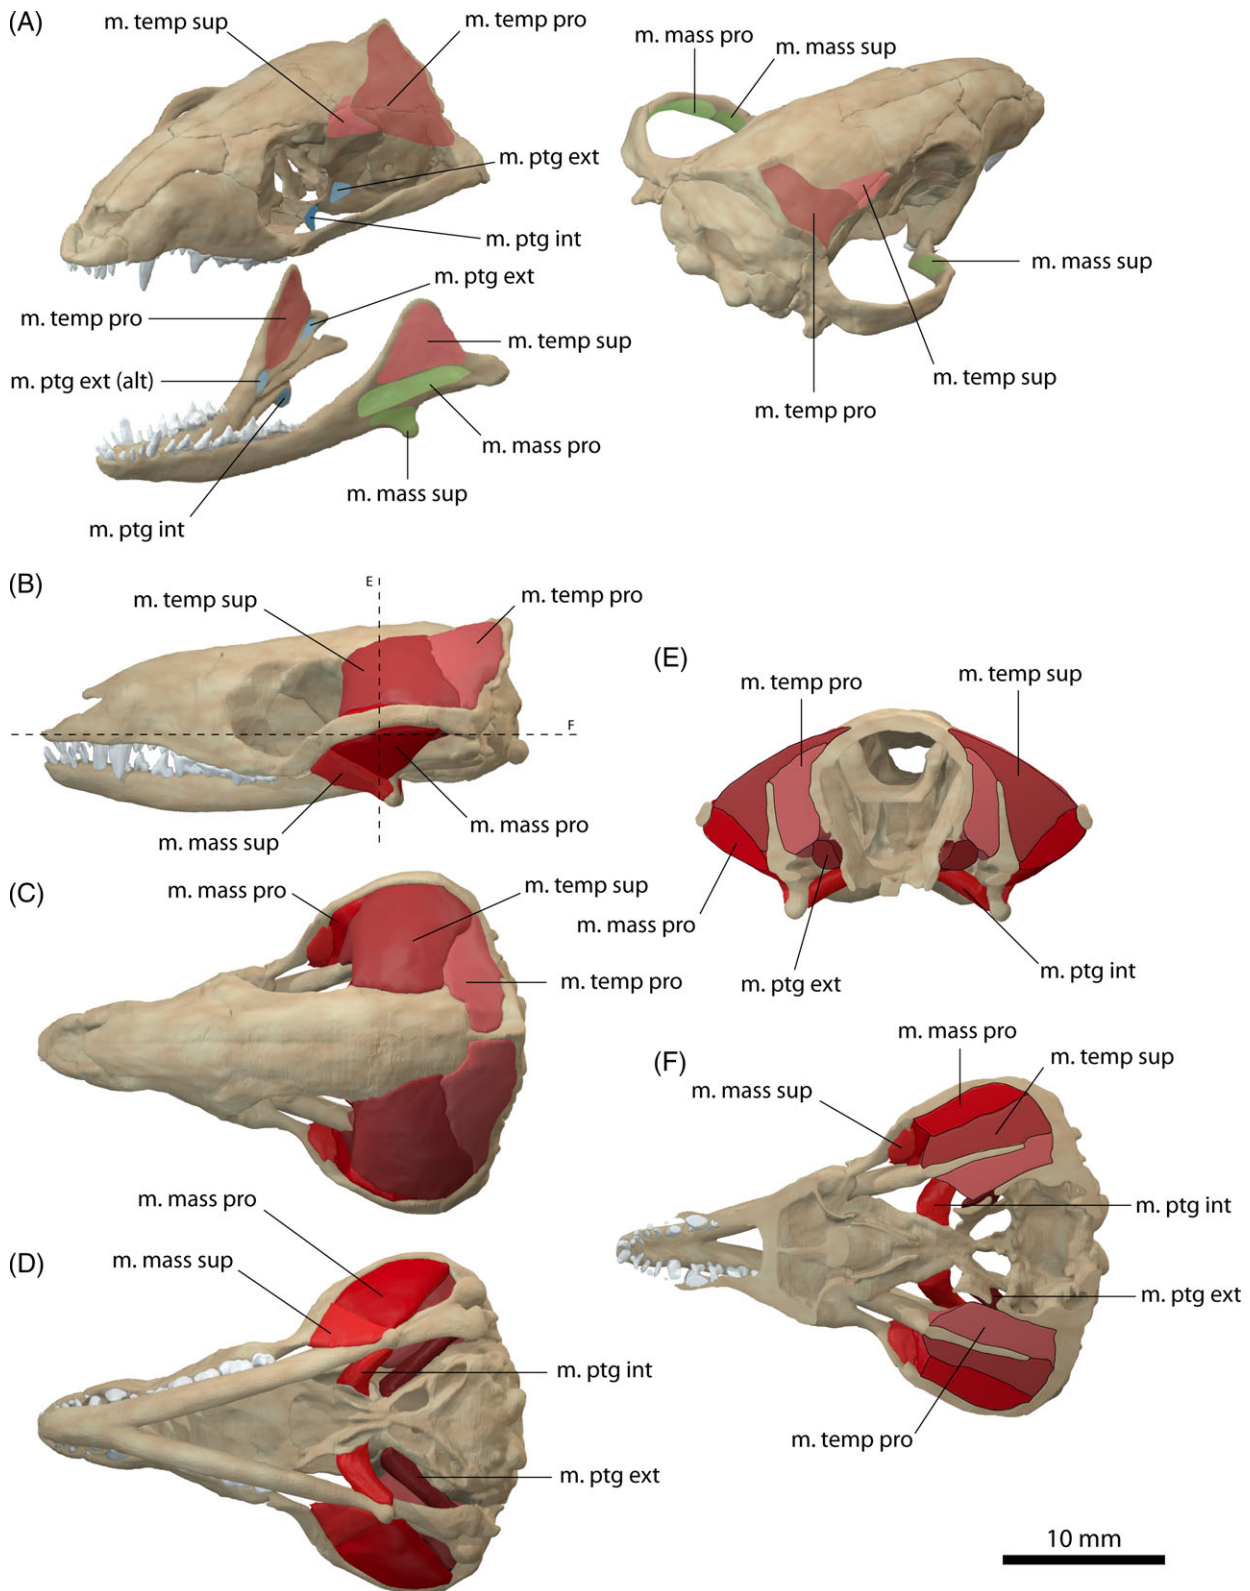 (A)
m. temp sup
m. temp pro
m. mass pro
m. mass sup
m. ptg ext
m. ptg int
m. ptg ext
m. temp pro
m. temp sup
m. ptg ext (alt)
m. mass pro
m. mass sup
m. ptg int
m. mass sup
m. temp sup
m. temp pro
(B)
E
m. temp sup
m. temp pro
F
m. mass sup
m. mass pro
(C)
m. mass pro
m. temp sup
m. temp pro
(D)
m. mass pro
m. mass sup
m. ptg int
m. ptg ext
(E)
m. temp pro
m. temp sup
m. mass pro
m. ptg ext
m. ptg int
(F)
m. mass pro
m. temp sup
m. mass sup
m. ptg int
m. ptg ext
m. temp pro
10 mm